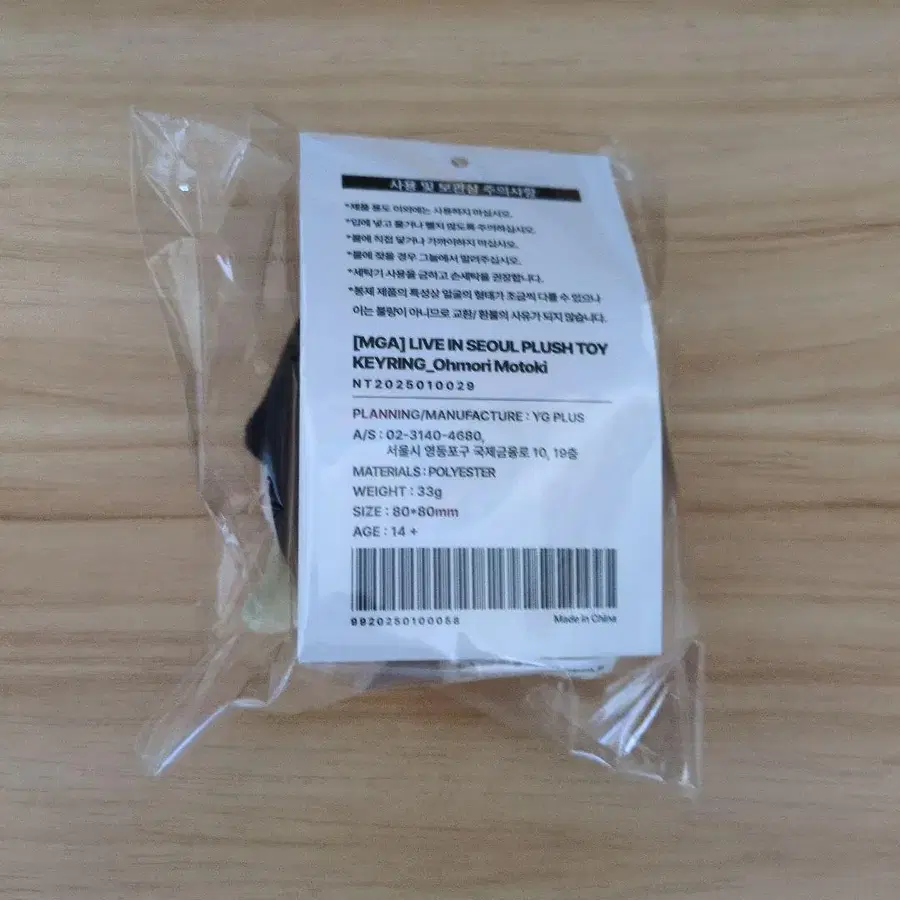 사용 및 보관상 주의사항
*제품 용도 이외에는 사용하지 마십시오.
*입에 넣고 물거나 빨지 않도록 주의하십시오.
*불에 직접 닿거나 가까이하지 마십시오.
*물에 젖을 경우 그늘에서 말려주십시오.
*세탁기 사용을 금하고 손세탁을 권장합니다.
*봉제 제품의 특성상 얼굴의 형태가 조금씩 다를 수 있으나
이는 불량이 아니므로 교환/ 환불의 사유가 되지 않습니다.
[MGA] LIVE IN SEOUL PLUSH TOY
KEYRING_Ohmori Motoki
NT2025010029
PLANNING/MANUFACTURE : YG PLUS
A/S : 02-3140-4680,
서울시 영등포구 국제금융로 10, 19층
MATERIALS : POLYESTER
WEIGHT : 33g
SIZE : 80*80mm
AGE : 14 +
9920250100058
Made in China